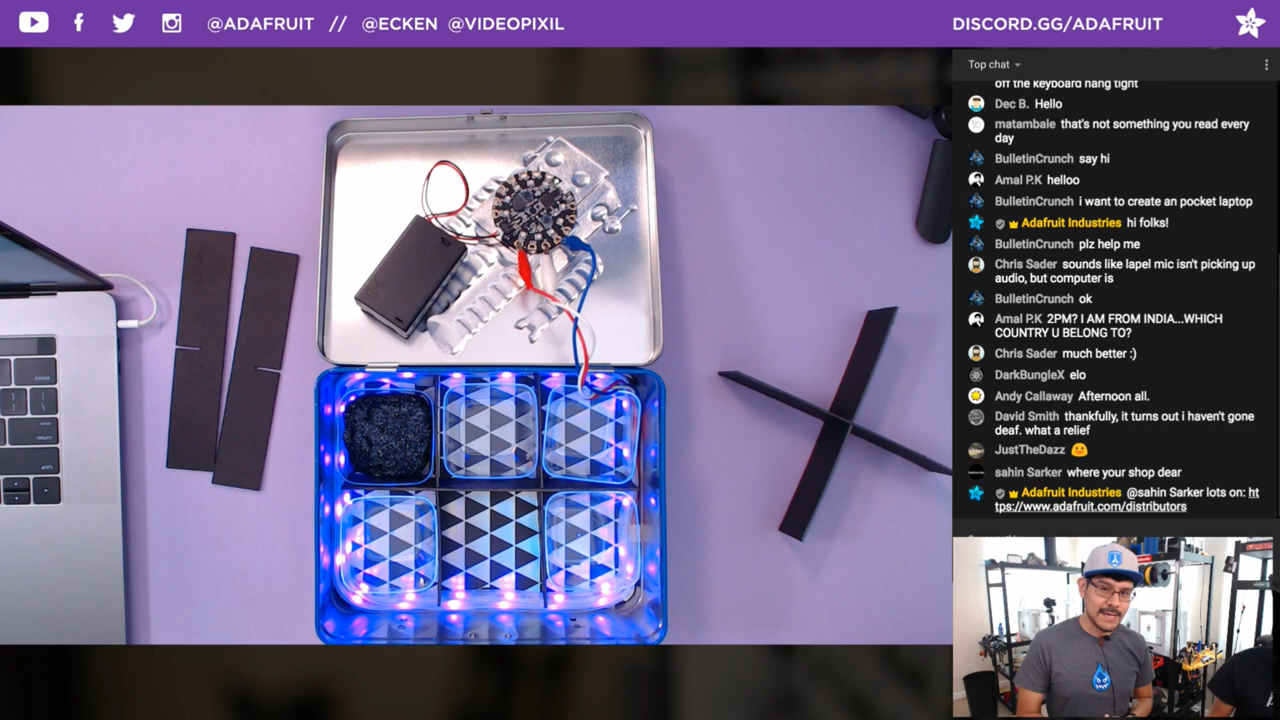 @ADAFRUIT // @ECKEN @VIDEOPIXIL
DISCORD.GG/ADAFRUIT
Top chat
off the keyboard hang tight
Dec B. Hello
matambale that's not something you read every
day
BulletinCrunch say hi
Amal P.K helloo
BulletinCrunch i want to create an pocket laptop
Adafruit Industries hi folks!
BulletinCrunch plz help me
Chris Sader sounds like lapel mic isn't picking up
audio, but computer is
BulletinCrunch ok
Amal P.K 2PM? I AM FROM INDIA...WHICH
COUNTRY U BELONG TO?
Chris Sader much better :)
DarkBungleX elo
Andy Callaway Afternoon all.
David Smith thankfully, it turns out i haven't gone
deaf. what a relief
JustTheDazz
sahin Sarker where your shop dear
Adafruit Industries @sahin Sarker lots on: ht
tps://www.adafruit.com/distributors